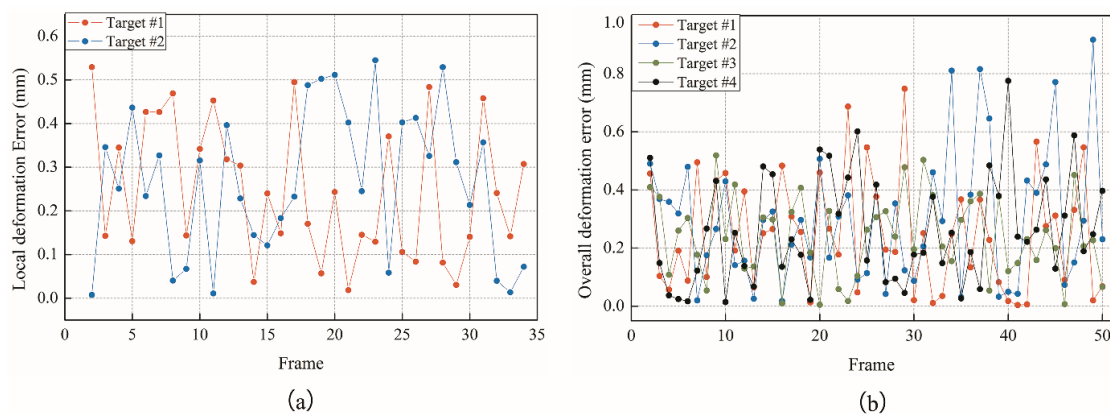 Local deformation Error (mm)
0.6
0.5
0.4
0.3
0.2
0.1
0.0
Target #1
Target #2
0 5 10 15 20 25 30 35
Frame
(a)
Overall deformation error (mm)
1.0
0.8
0.6
0.4
0.2
0.0
Target #1
Target #2
Target #3
Target #4
0 10 20 30 40 50
Frame
(b)